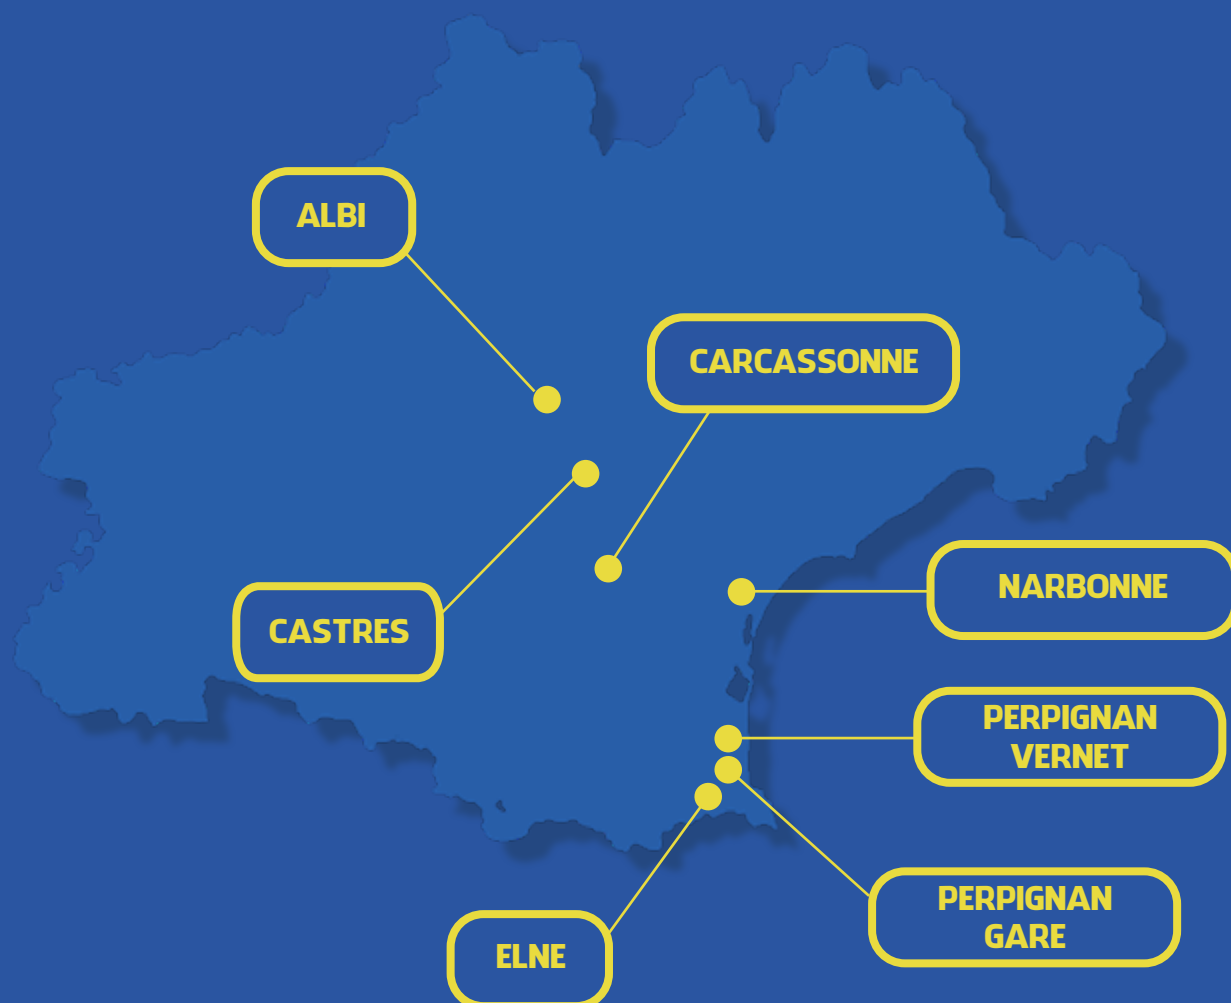 ALBI
CARCASSONNE
NARBONNE
CASTRES
PERPIGNAN
VERNET
PERPIGNAN
GARE
ELNE